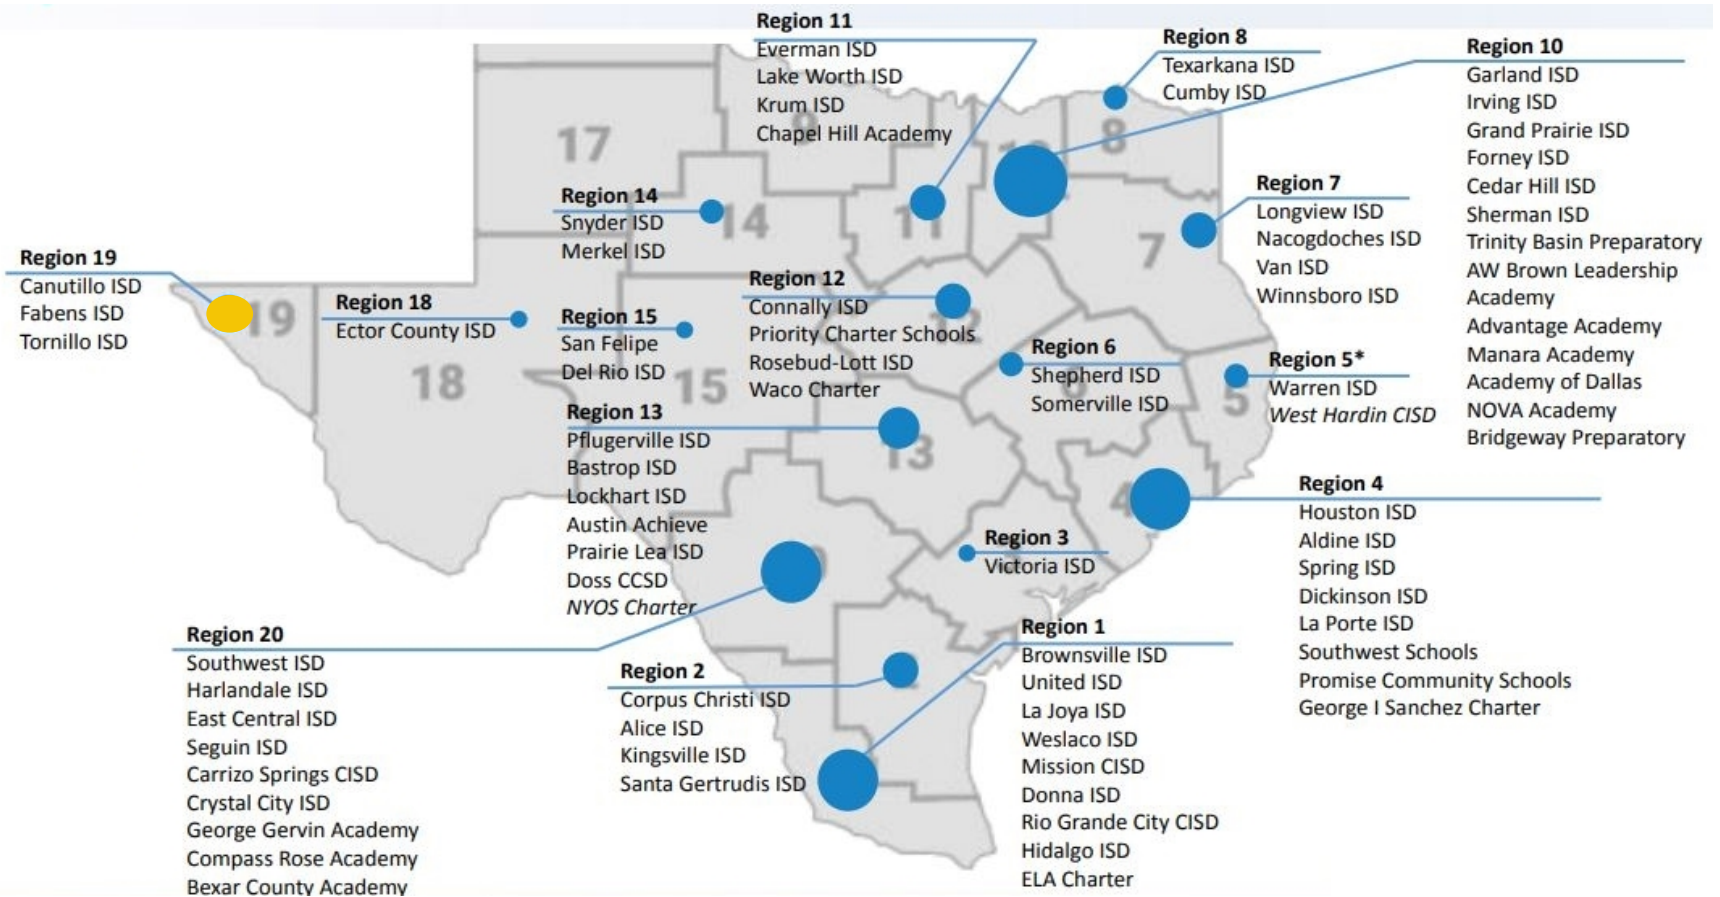 Region 11
Everman ISD
Lake Worth ISD
Krum ISD
Chapel Hill Academy
Region 8
Texarkana ISD
Cumby ISD
Region 10
Garland ISD
Irving ISD
Grand Prairie ISD
Forney ISD
Cedar Hill ISD
Sherman ISD
Trinity Basin Preparatory
AW Brown Leadership
Academy
Advantage Academy
Manara Academy
Academy of Dallas
NOVA Academy
Bridgeway Preparatory
Region 14
Snyder ISD
Merkel ISD
Region 7
Longview ISD
Nacogdoches ISD
Van ISD
Winnsboro ISD
Region 19
Canutillo ISD
Fabens ISD
Tornillo ISD
Region 18
Ector County ISD
Region 15
San Felipe
Del Rio ISD
Region 12
Connally ISD
Priority Charter Schools
Rosebud-Lott ISD
Waco Charter
Region 6
Shepherd ISD
Somerville ISD
Region 5*
Warren ISD
West Hardin CISD
Region 13
Pflugerville ISD
Bastrop ISD
Lockhart ISD
Austin Achieve
Prairie Lea ISD
Doss CCSD
NYOS Charter
Region 4
Houston ISD
Aldine ISD
Spring ISD
Dickinson ISD
La Porte ISD
Southwest Schools
Promise Community Schools
George I Sanchez Charter
Region 3
Victoria ISD
Region 20
Southwest ISD
Harlandale ISD
East Central ISD
Seguin ISD
Carrizo Springs CISD
Crystal City ISD
George Gervin Academy
Compass Rose Academy
Bexar County Academy
Region 2
Corpus Christi ISD
Alice ISD
Kingsville ISD
Santa Gertrudis ISD
Region 1
Brownsville ISD
United ISD
La Joya ISD
Weslaco ISD
Mission CISD
Donna ISD
Rio Grande City CISD
Hidalgo ISD
ELA Charter
17
9
8
14
11
7
19
12
18
15
5
13
4